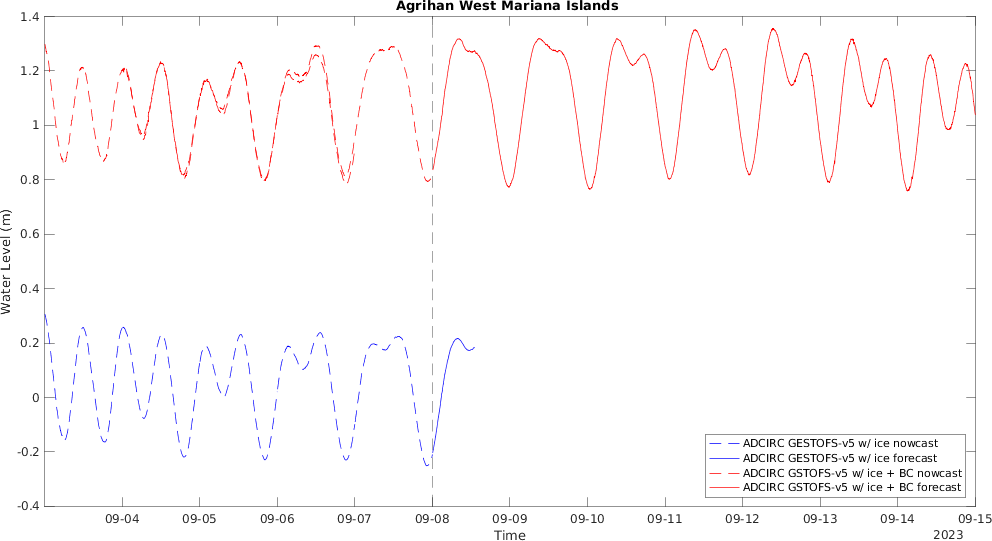 Agrihan West Mariana Islands
1.4
1.2
1
0.8
0.6
0.4
0.2
0
-0.2
-0.4
Water Level (m)
ADCIRC GESTOFS-v5 w/ ice nowcast
ADCIRC GESTOFS-v5 w/ ice forecast
ADCIRC GSTOFS-v5 w/ ice + BC nowcast
ADCIRC GSTOFS-v5 w/ ice + BC forecast
09-04 09-05 09-06 09-07 09-08 09-09 09-10 09-11 09-12 09-13 09-14 09-15
Time
2023